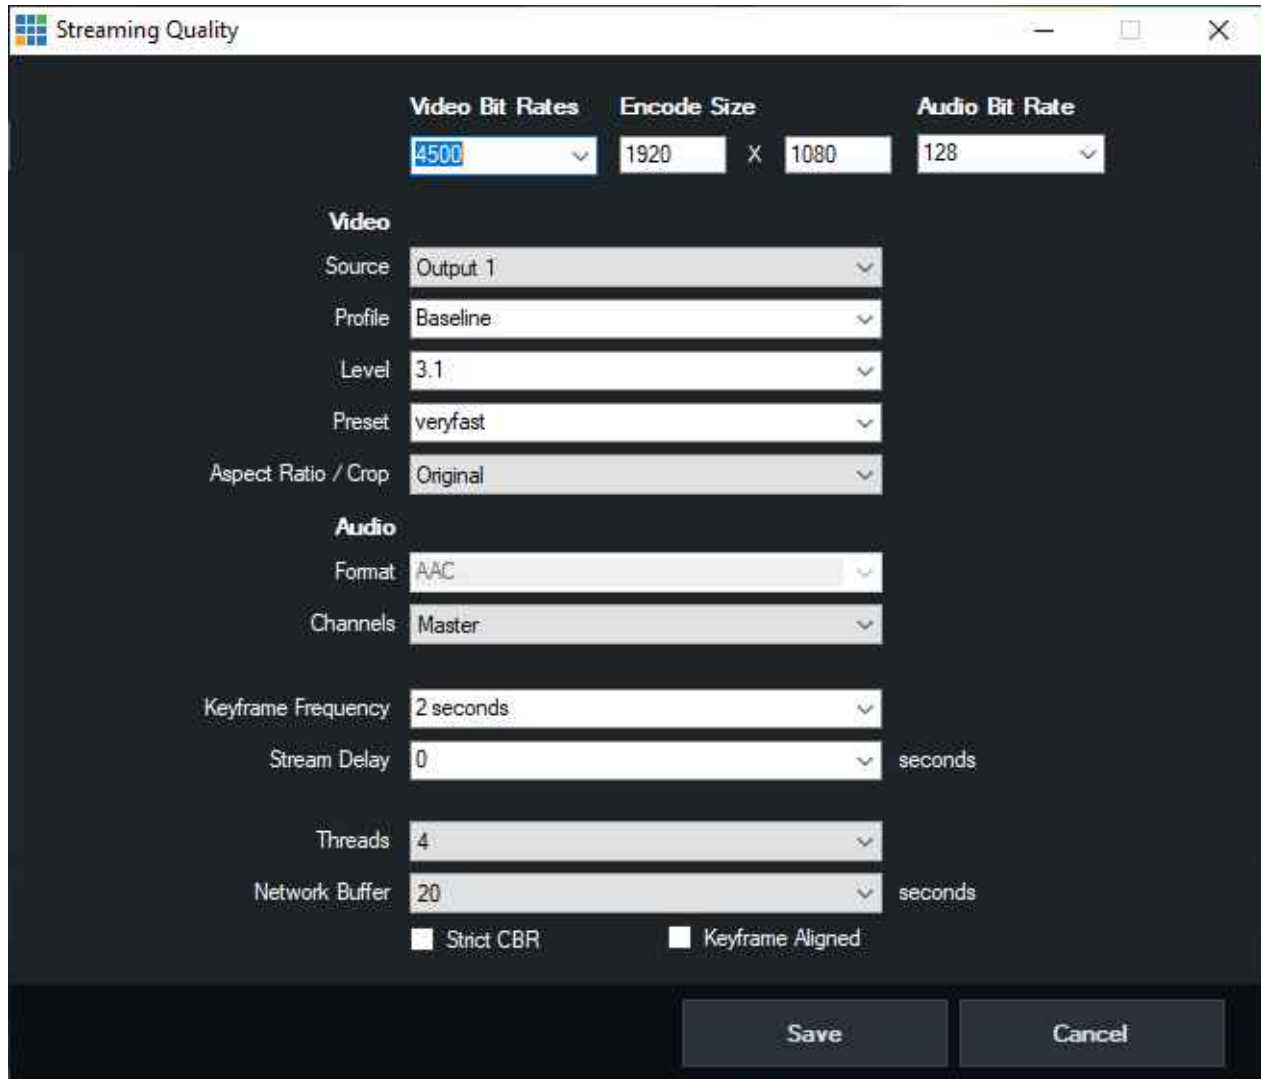 Streaming Quality
Video Bit Rates Encode Size Audio Bit Rate
4500 1920 X 1080 128
Video
Source Output 1
Profile Baseline
Level 3.1
Preset veryfast
Aspect Ratio / Crop Original
Audio
Format AAC
Channels Master
Keyframe Frequency 2 seconds
Stream Delay 0 seconds
Threads 4
Network Buffer 20 seconds
Strict CBR Keyframe Aligned
Save Cancel